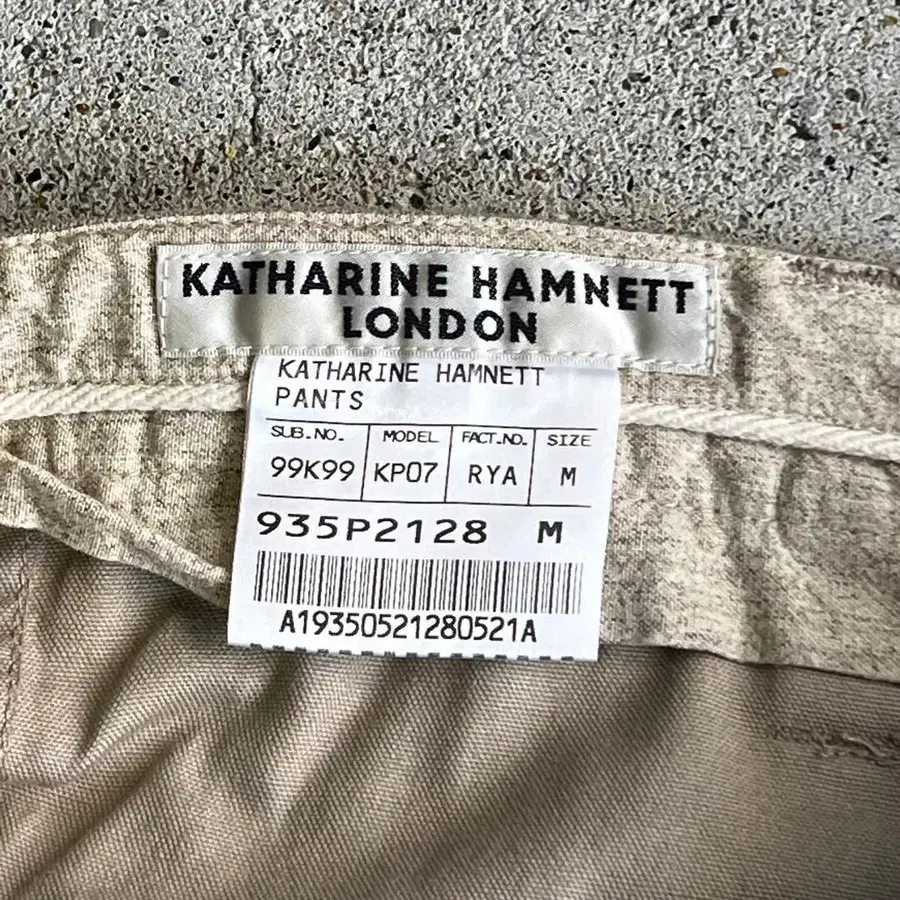 KATHARINE HAMNETT
LONDON
KATHARINE HAMNETT
PANTS
SUB.NO. MODEL FACT.NO. SIZE
99K99 KP07 RYA M
935P2128 M
A19350521280521A